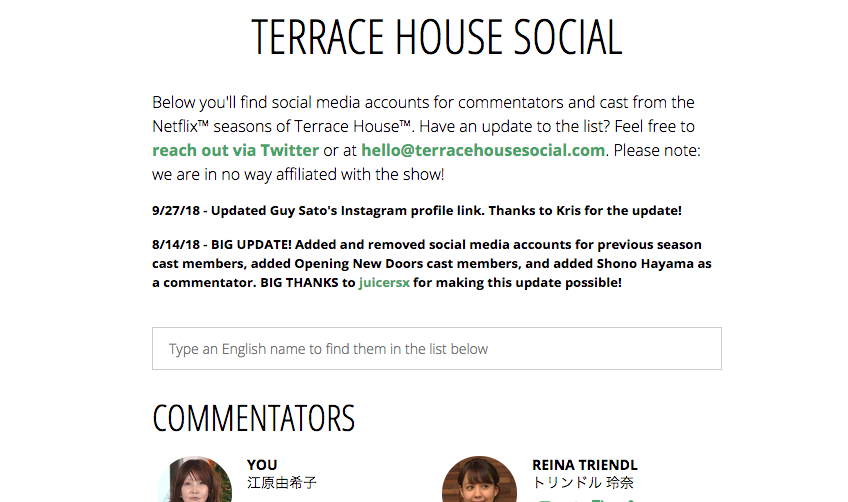 TERRACE HOUSE SOCIAL
Below you'll find social media accounts for commentators and cast from the
Netflix™ seasons of Terrace House™. Have an update to the list? Feel free to
reach out via Twitter or at hello@terracehousesocial.com. Please note:
we are in no way affiliated with the show!
9/27/18 - Updated Guy Sato's Instagram profile link. Thanks to Kris for the update!
8/14/18 - BIG UPDATE! Added and removed social media accounts for previous season
cast members, added Opening New Doors cast members, and added Shono Hayama as
a commentator. BIG THANKS to juicersx for making this update possible!
Type an English name to find them in the list below
COMMENTATORS
YOU
江原由希子
REINA TRIENDL
トリンドル 玲奈